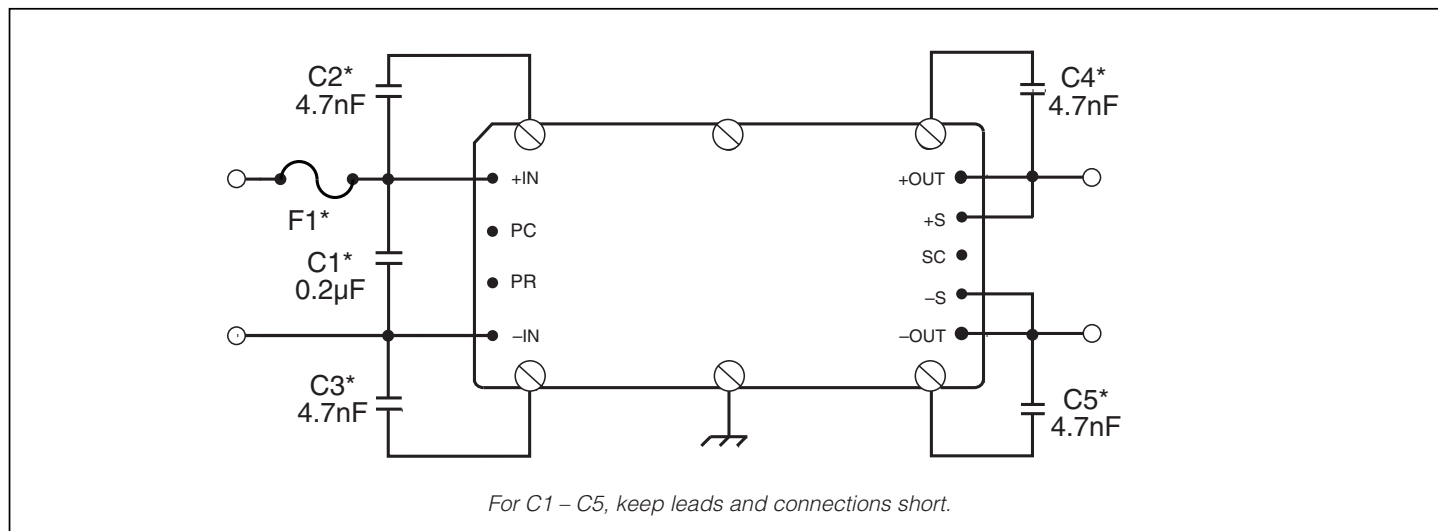 C2*
4.7nF
C4*
4.7nF
+IN
+OUT
F1*
+S
PC
C1*
0.2µF
SC
PR
–S
–IN
–OUT
C3*
4.7nF
C5*
4.7nF
For C1 – C5, keep leads and connections short.